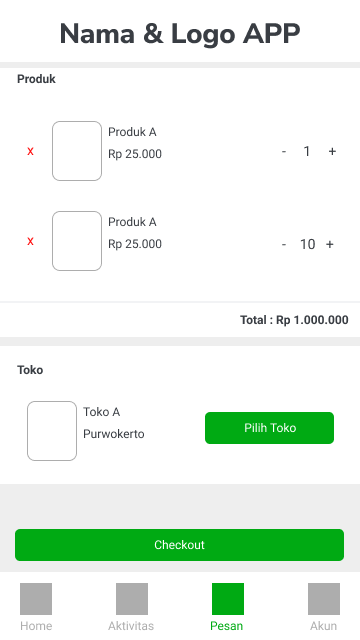 Nama & Logo APP
Produk
x
Produk A
Rp 25.000
- 1 +
x
Produk A
Rp 25.000
- 10 +
Total : Rp 1.000.000
Toko
Toko A
Purwokerto
Pilih Toko
Checkout
Home Aktivitas Pesan Akun